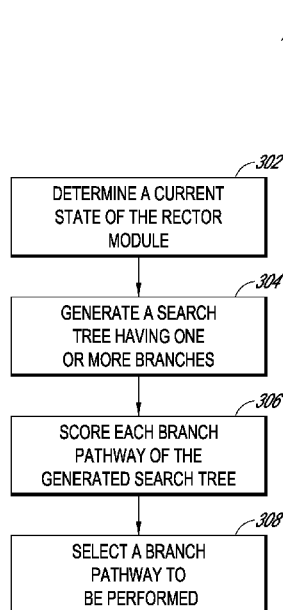 302
DETERMINE A CURRENT
STATE OF THE RECTOR
MODULE
304
GENERATE A SEARCH
TREE HAVING ONE
OR MORE BRANCHES
306
SCORE EACH BRANCH
PATHWAY OF THE
GENERATED SEARCH TREE
308
SELECT A BRANCH
PATHWAY TO
BE PERFORMED